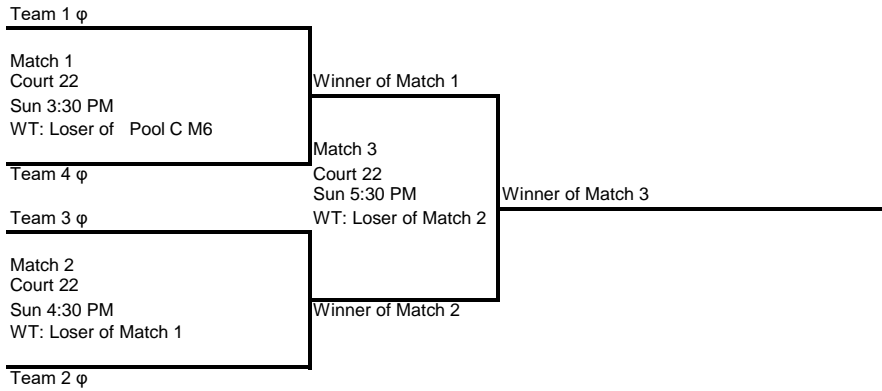 Team 1 φ
Match 1
Court 22
Sun 3:30 PM
WT: Loser of Pool C M6
Team 4 φ
Winner of Match 1
Match 3
Court 22
Sun 5:30 PM
WT: Loser of Match 2
Winner of Match 3
Team 3 φ
Match 2
Court 22
Sun 4:30 PM
WT: Loser of Match 1
Winner of Match 2
Team 2 φ